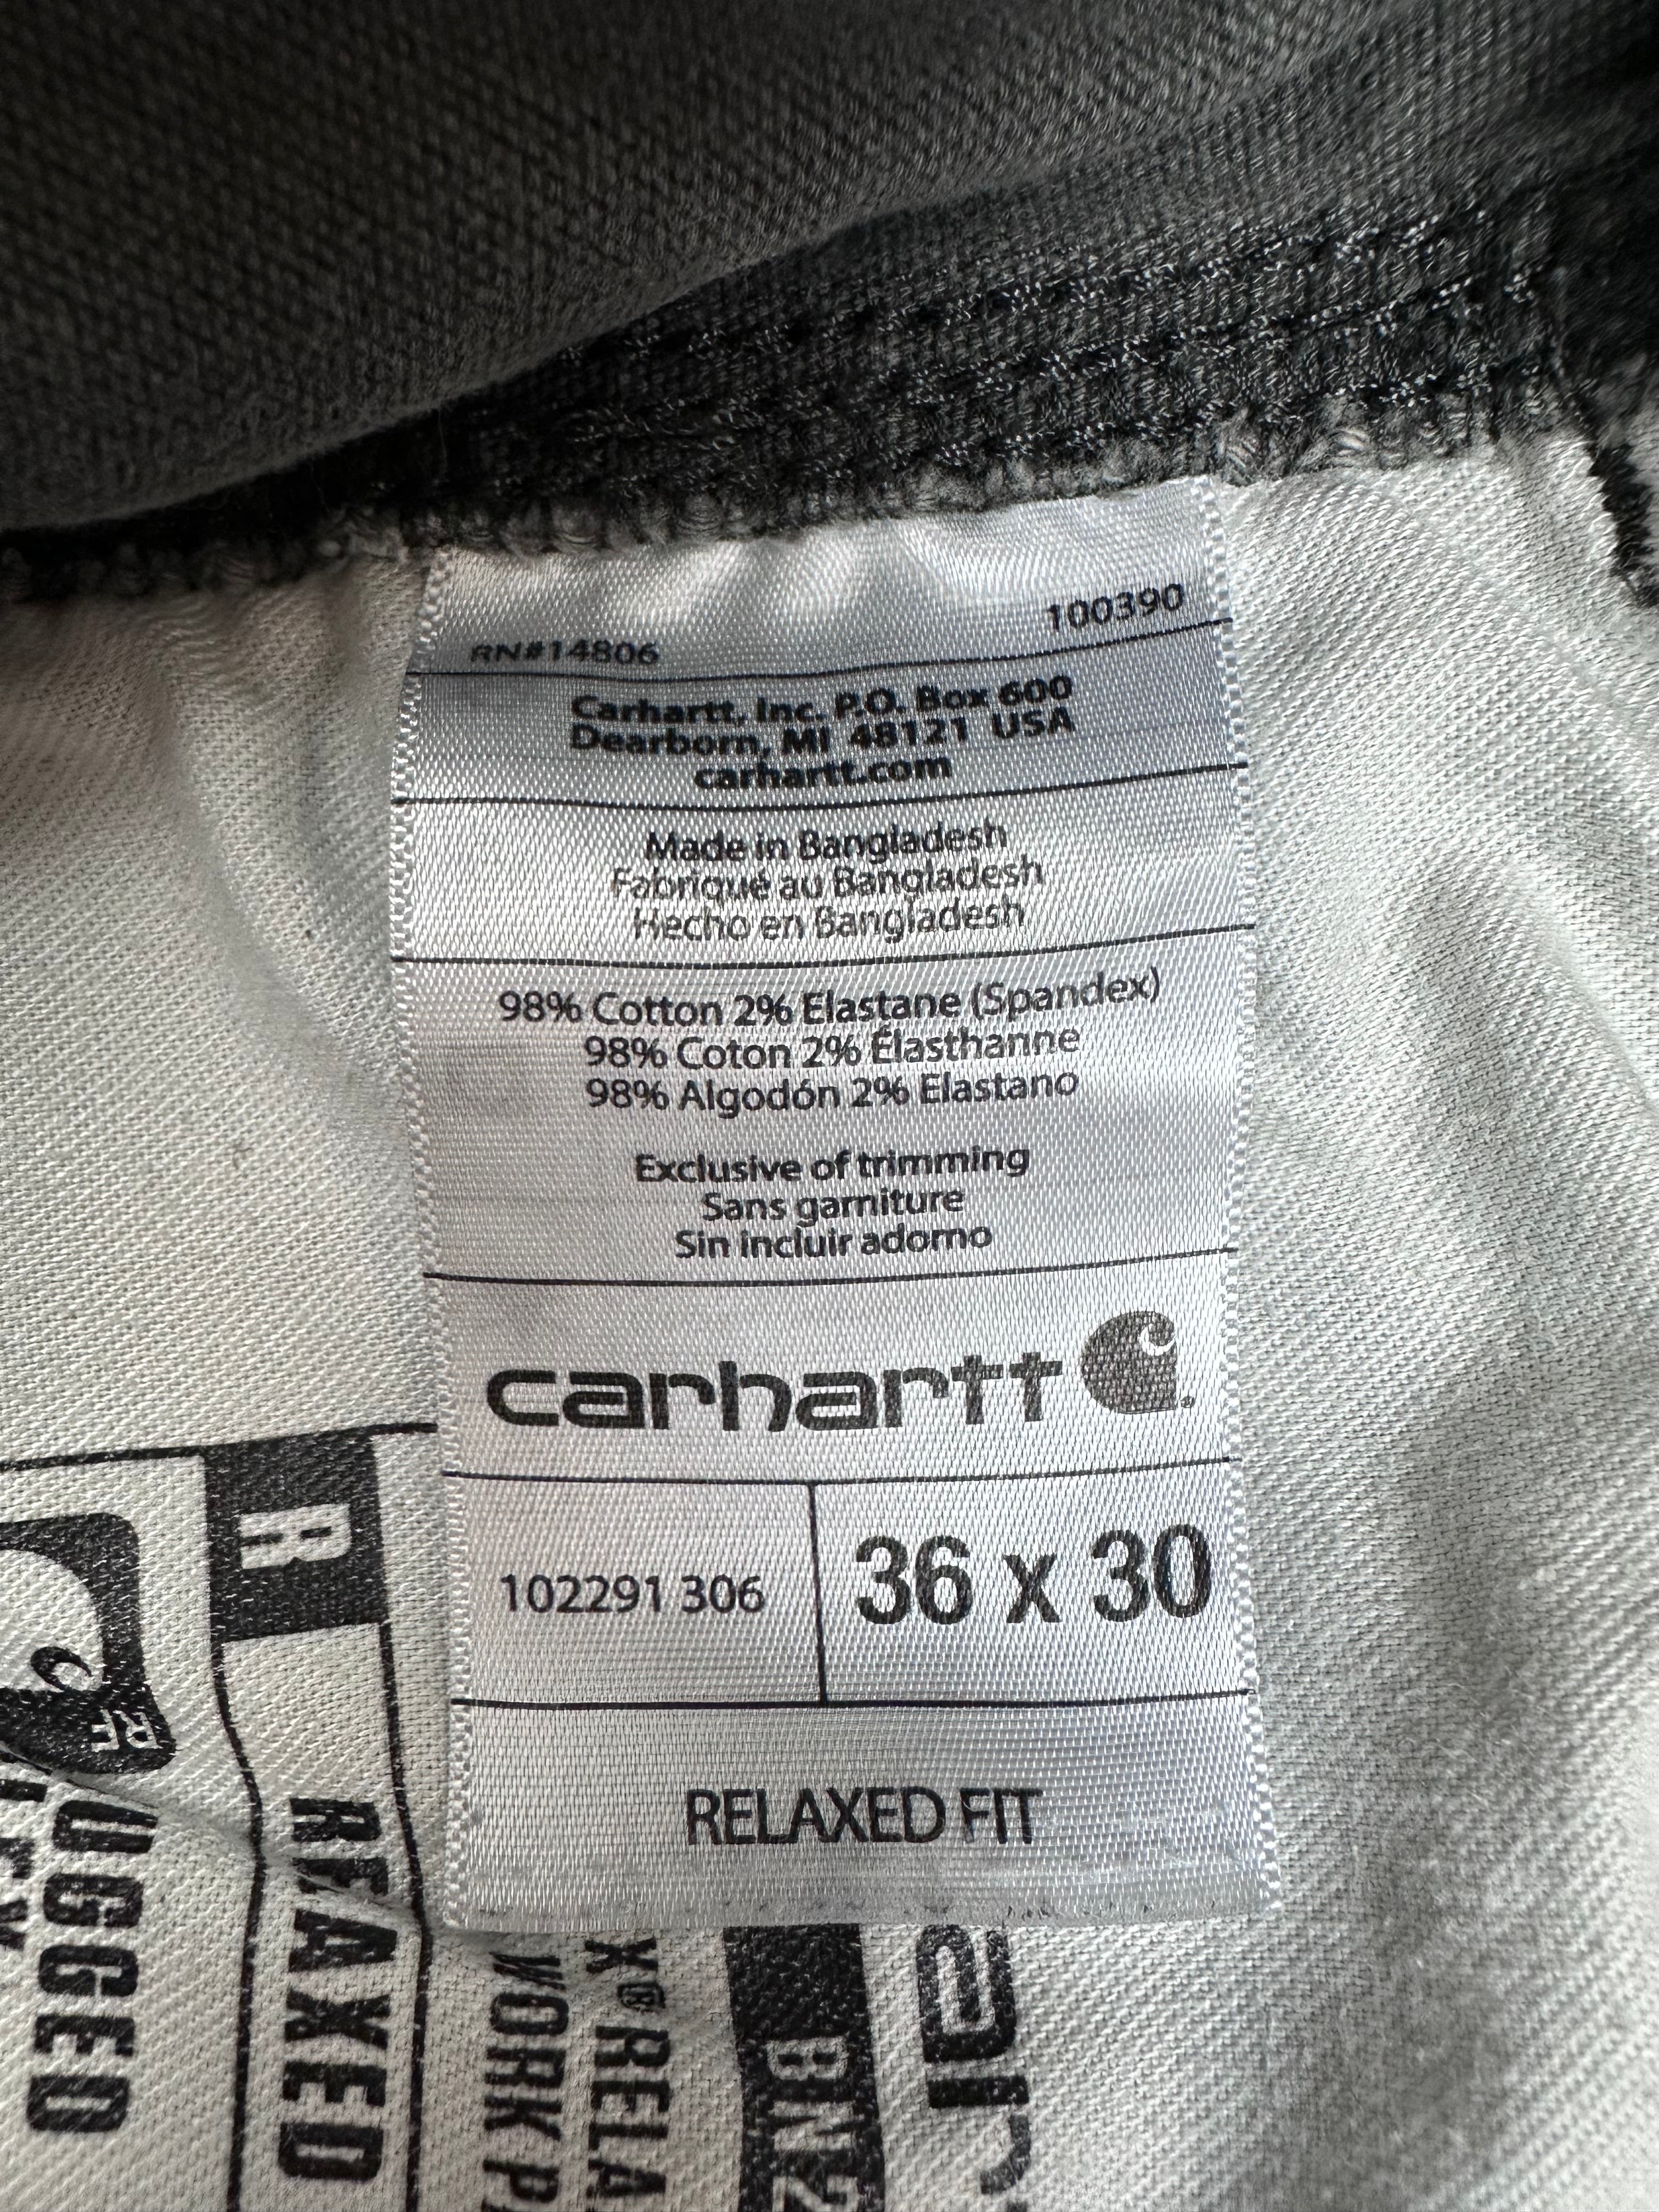 RN#14806 100390
Carhartt, Inc. P.O. Box 600
Dearborn, MI 48121 USA
carhartt.com
Made in Bangladesh
Fabriqué au Bangladesh
Hecho en Bangladesh
98% Cotton 2% Elastane (Spandex)
98% Coton 2% Élasthanne
98% Algodón 2% Elastano
Exclusive of trimming
Sans garniture
Sin incluir adorno
carhartt
102291 306
36 x 30
RELAXED FIT
R
RELAXED
RF
WORK